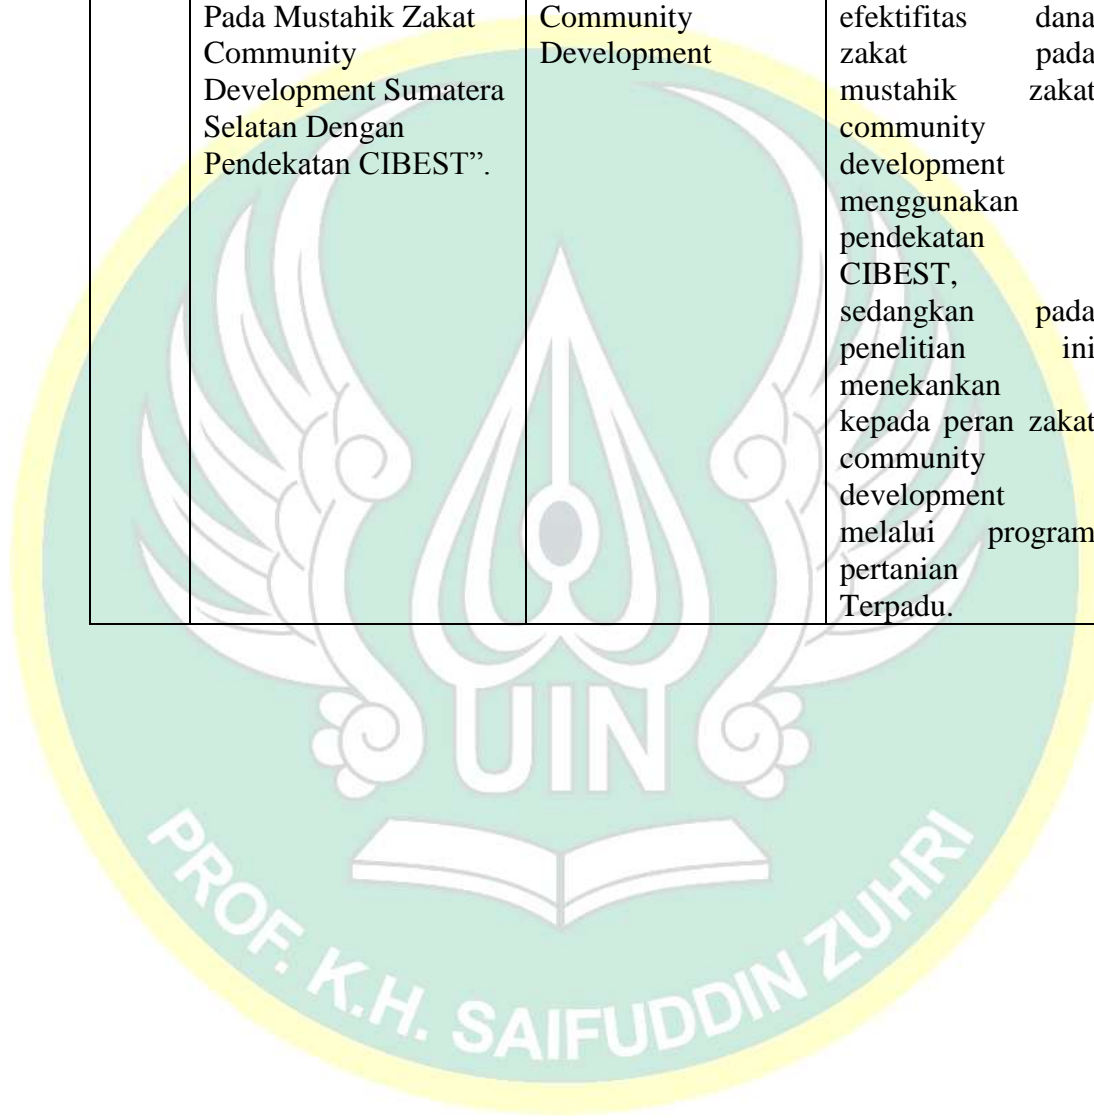 Pada Mustahik Zakat
Community
Development Sumatera
Selatan Dengan
Pendekatan CIBEST”.
Community
Development
efektifitas dana
zakat pada
mustahik zakat
community
development
menggunakan
pendekatan
CIBEST,
sedangkan pada
penelitian ini
menekankan
kepada peran zakat
community
development
melalui program
pertanian
Terpadu.
UIN
PROF. K.H. SAIFUDDIN ZUHRI